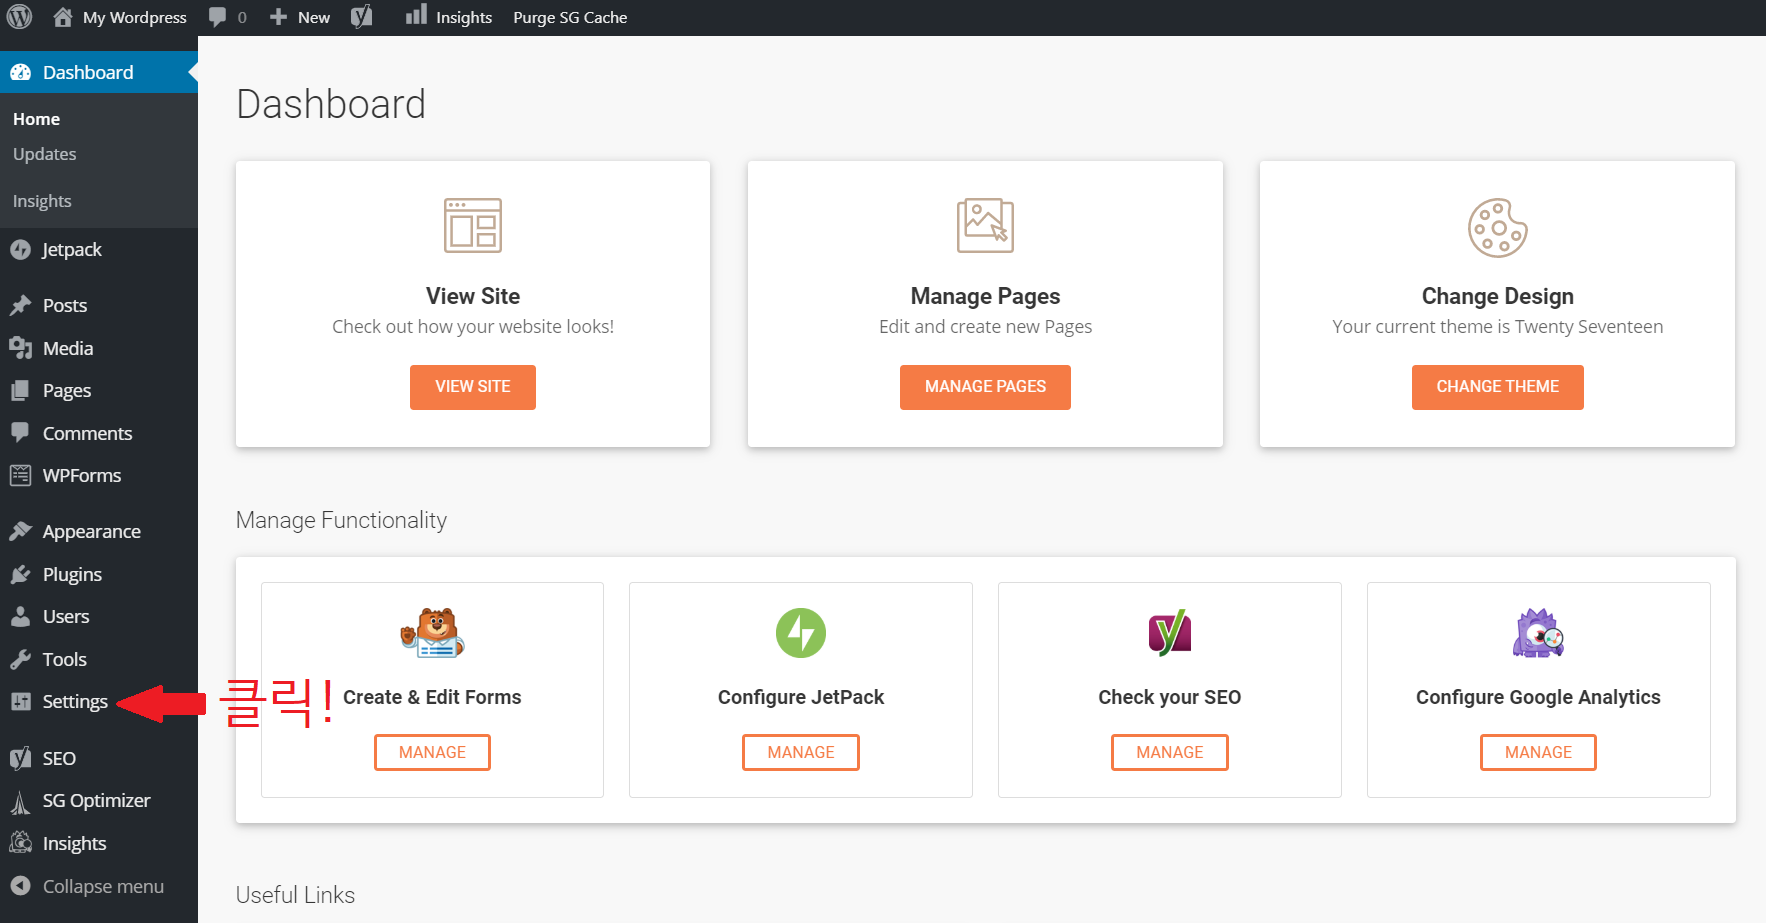 My Wordpress 0 New Insights Purge SG Cache
Dashboard
Home
Updates
Insights
Jetpack
Posts
Media
Pages
Comments
WPForms
Appearance
Plugins
Users
Tools
Settings
SEO
SG Optimizer
Insights
Collapse menu
클릭!
Dashboard
View Site
Check out how your website looks!
VIEW SITE
Manage Pages
Edit and create new Pages
MANAGE PAGES
Change Design
Your current theme is Twenty Seventeen
CHANGE THEME
Manage Functionality
Create & Edit Forms
MANAGE
Configure JetPack
MANAGE
Check your SEO
MANAGE
Configure Google Analytics
MANAGE
Useful Links